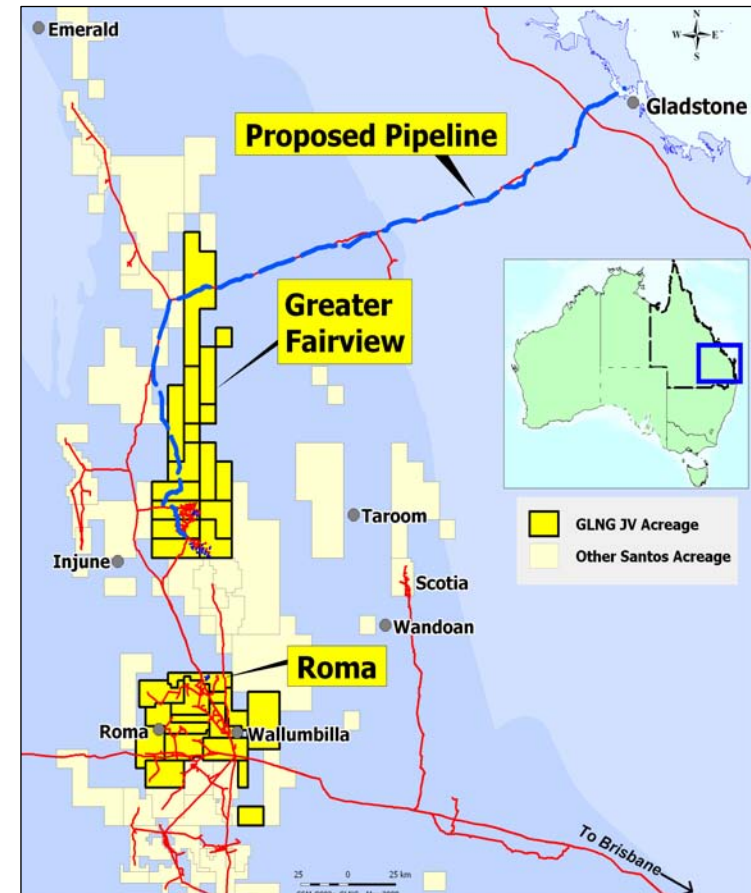 Emerald
N
W E
S
Gladstone
Proposed Pipeline
Greater
Fairview
Taroom
GLNG JV Acreage
Other Santos Acreage
Injune
Scotia
Wandoan
Roma
Roma
Wallumbilla
To Brisbane
25 0 25 km